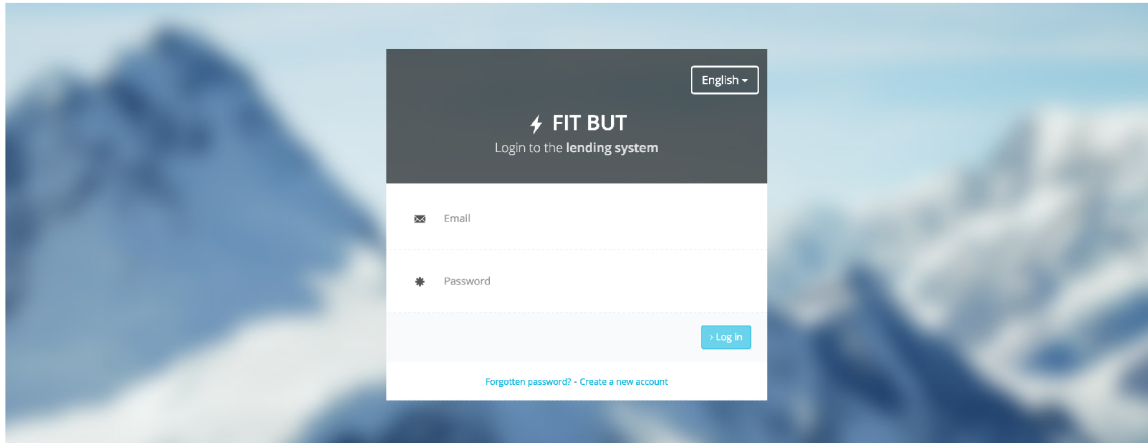 English
FIT BUT
Login to the lending system
Email
Password
› Log in
Forgotten password? - Create a new account